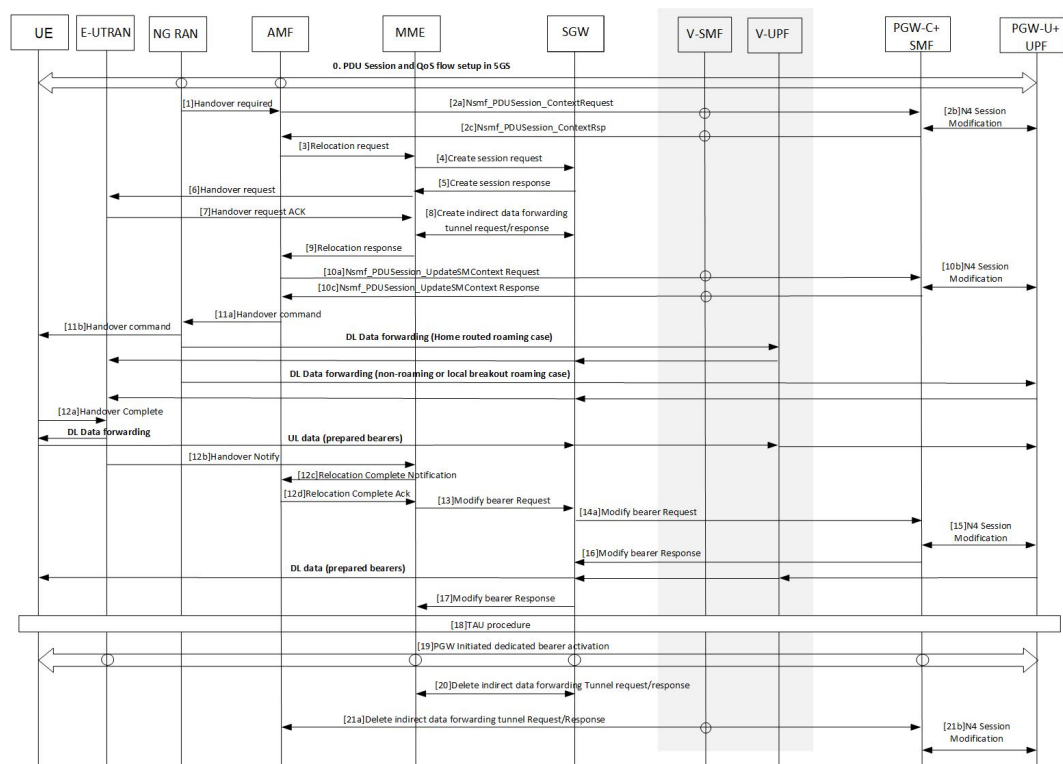 UE
E-UTRAN
NG RAN
AMF
MME
SGW
V-SMF
V-UPF
PGW-C+
SMF
PGW-U+
UPF
0. PDU Session and QoS flow setup in 5GS
[1]Handover required
[2a]Nsmf_PDUSession_ContextRequest
[2b]N4 Session
Modification
[2c]Nsmf_PDUSession_ContextRsp
[3]Relocation request
[4]Create session request
[5]Create session response
[6]Handover request
[7]Handover request ACK
[8]Create indirect data forwarding
tunnel request/response
[9]Relocation response
[10a]Nsmf_PDUSession_UpdateSMContext Request
[10b]N4 Session
Modification
[10c]Nsmf_PDUSession_UpdateSMContext Response
[11a]Handover command
[11b]Handover command
DL Data forwarding (Home routed roaming case)
DL Data forwarding (non-roaming or local breakout roaming case)
[12a]Handover Complete
DL Data forwarding
UL data (prepared bearers)
[12b]Handover Notify
[12c]Relocation Complete Notification
[12d]Relocation Complete Ack
[13]Modify bearer Request
[14a]Modify bearer Request
[15]N4 Session
Modification
[16]Modify bearer Response
DL data (prepared bearers)
[17]Modify bearer Response
[18]TAU procedure
[19]PGW Initiated dedicated bearer activation
[20]Delete indirect data forwarding Tunnel request/response
[21a]Delete indirect data forwarding tunnel Request/Response
[21b]N4 Session
Modification